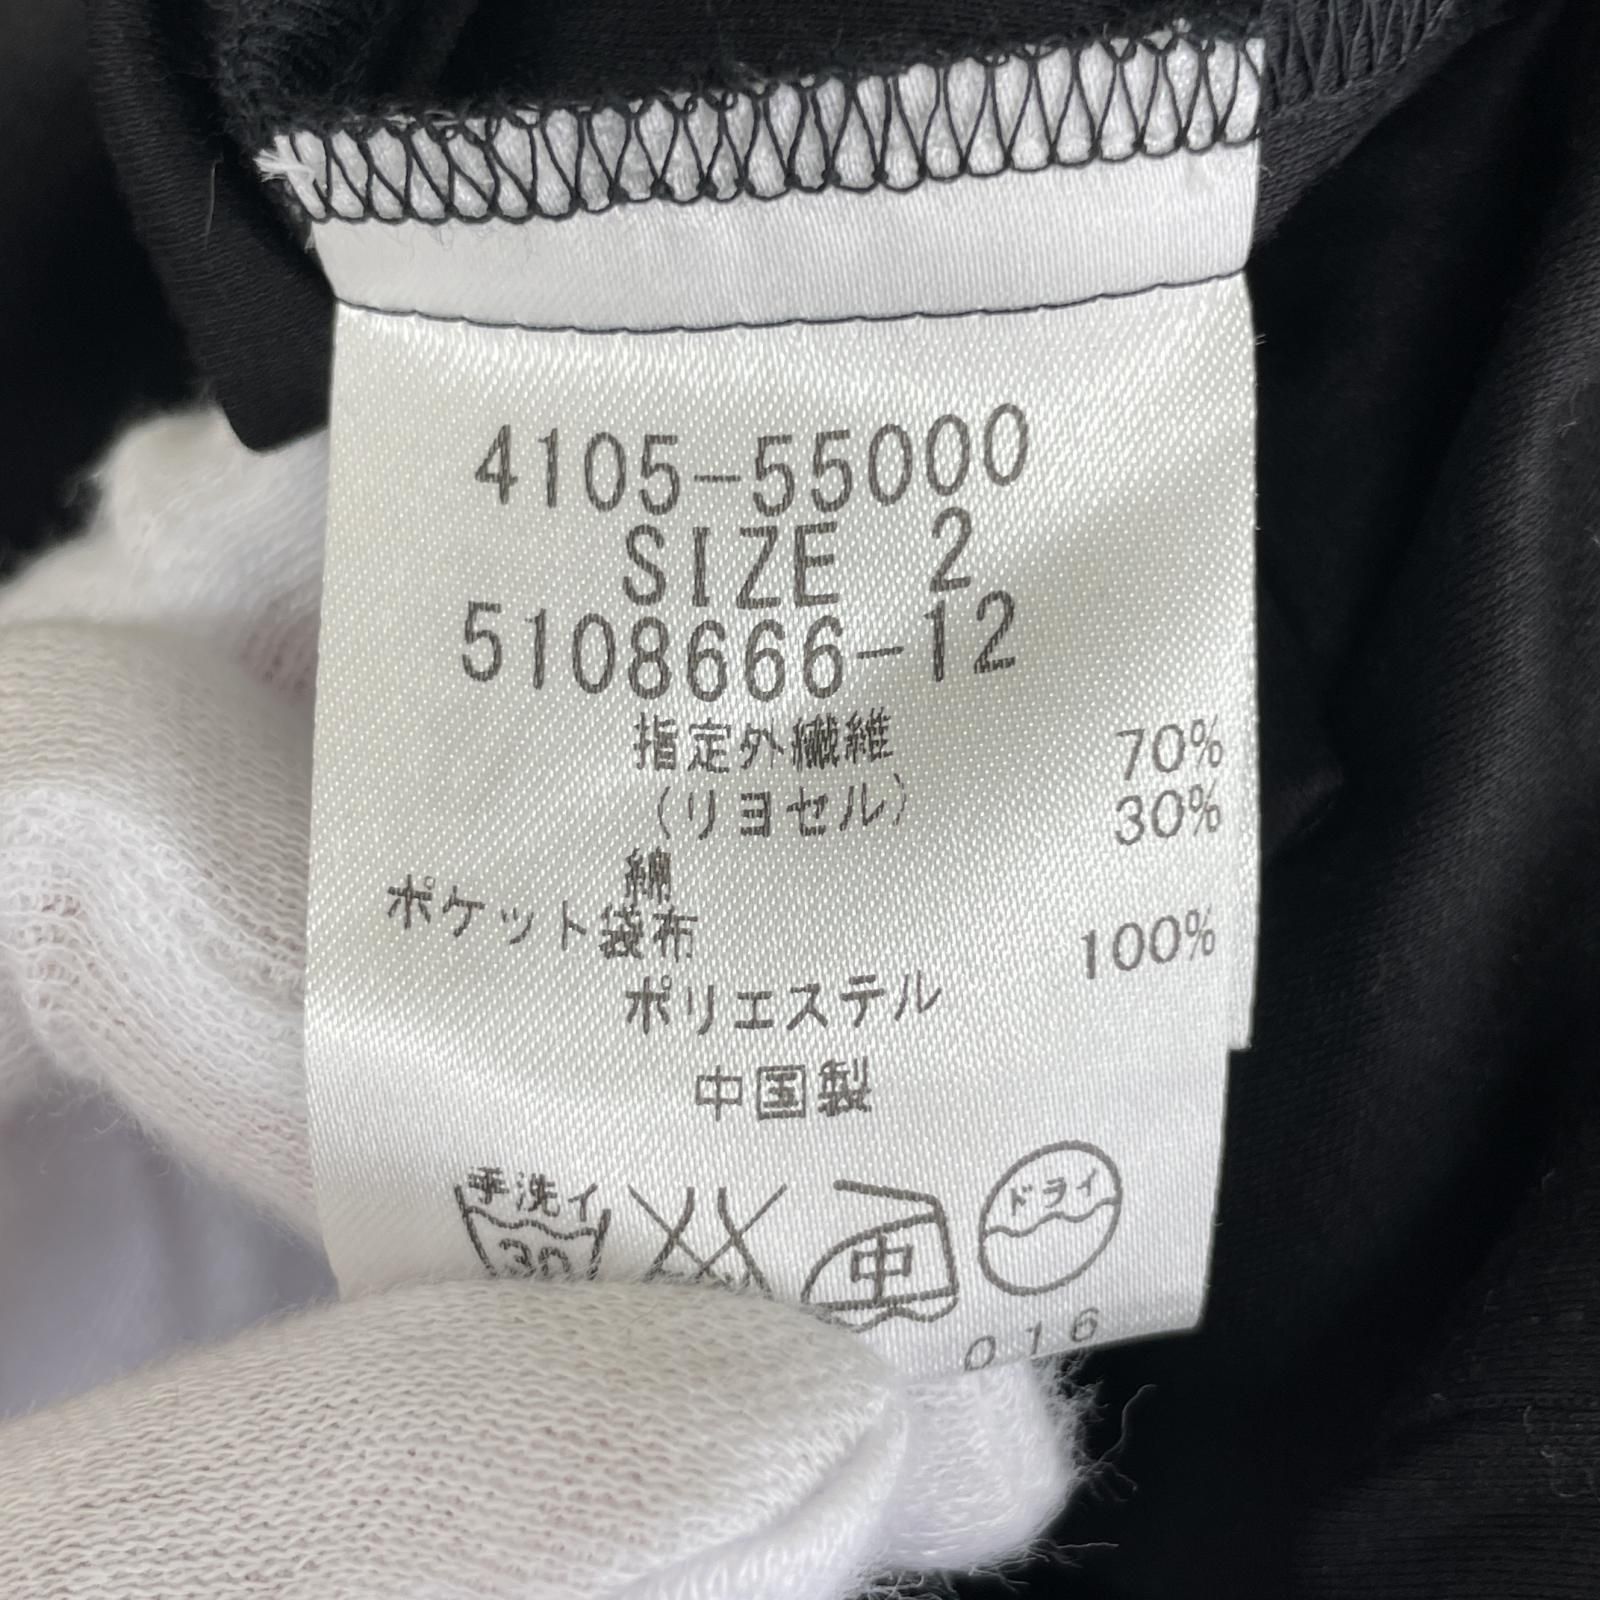 4105-55000
SIZE 2
5108666-12
指定外繊維 70%
(リヨセル)
綿 30%
ポケット袋布
ポリエステル 100%
中国製
手洗イ
30
中
ドライ
016